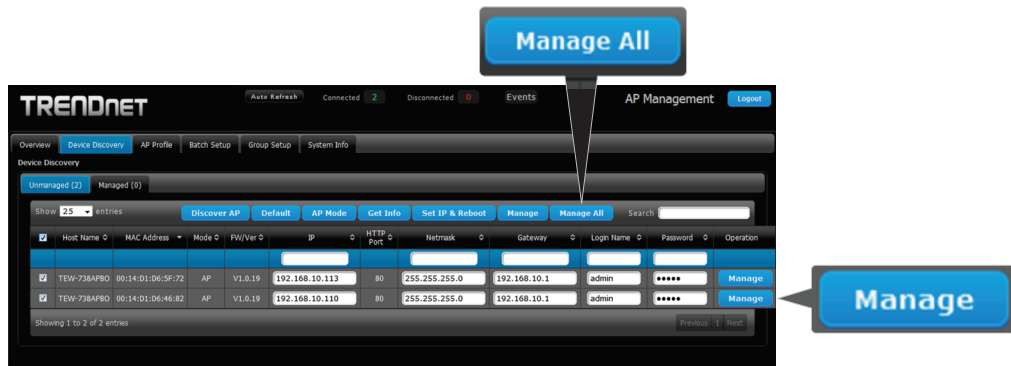 Manage All
TRENDnet Auto Refresh Connected 2 Disconnected 0 Events AP Management Logout
Overview Device Discovery AP Profile Batch Setup Group Setup System Info
Device Discovery
Unmanaged (2) Managed (0)
Show 25 entries Discover AP Default AP Mode Get Info Set IP & Reboot Manage Manage All Search
Host Name MAC Address Mode FW/Ver IP HTTP Port Netmask Gateway Login Name Password Operation
TEW-738APBO 00:14:D1:D6:5F:72 AP V1.0.19 192.168.10.113 80 255.255.255.0 192.168.10.1 admin ••••• Manage
TEW-738APBO 00:14:D1:D6:46:82 AP V1.0.19 192.168.10.110 80 255.255.255.0 192.168.10.1 admin ••••• Manage
Manage
Showing 1 to 2 of 2 entries Previous 1 Next